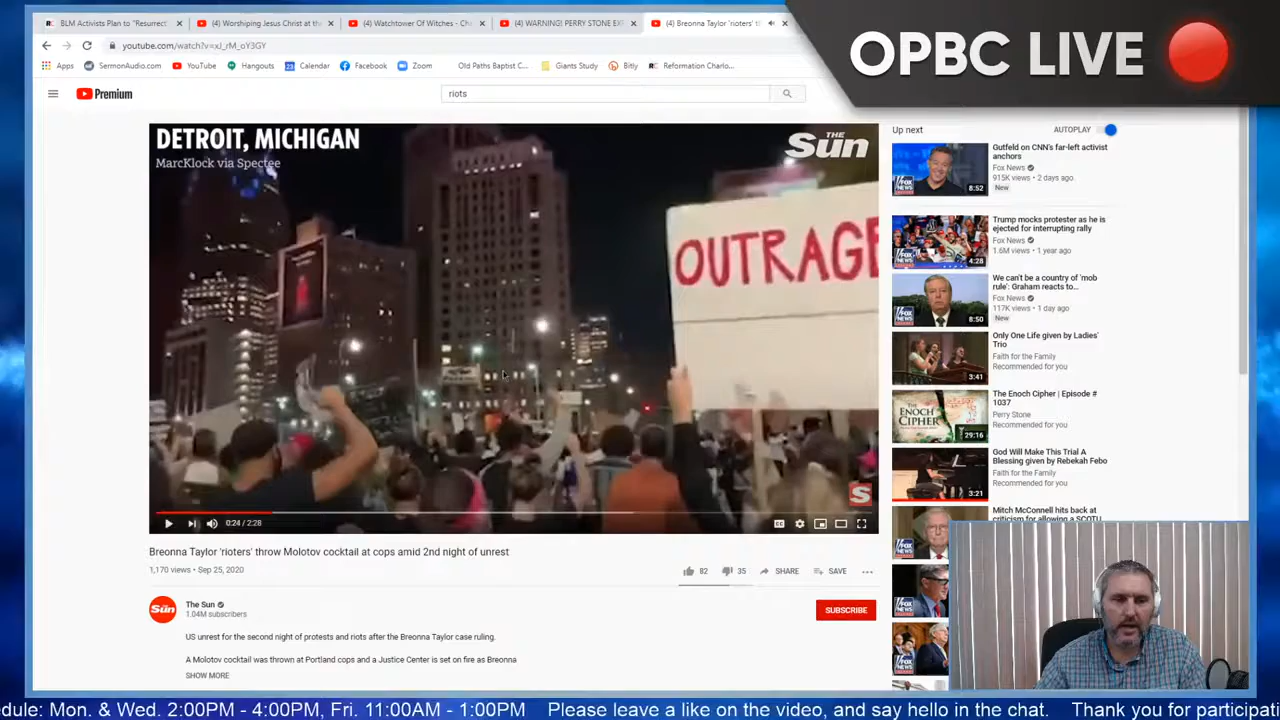 BLM Activists Plan to "Resurrect
(4) Worshiping Jesus Christ at th
(4) Watchtower Of Witches - Ch
(4) WARNING! PERRY STONE EX
(4) Breonna Taylor 'rioters' t
youtube.com/watch?v=xJ_rM_oY3GY
Apps
SermonAudio.com
YouTube
Hangouts
Calendar
Facebook
Zoom
Old Paths Baptist C...
Giants Study
Bitly
Reformation Charlo...
OPBC LIVE
Premium
riots
DETROIT, MICHIGAN
MarcKlock via Spectee
THE Sun
OUTRAGE
0:24 / 2:28
Breonna Taylor 'rioters' throw Molotov cocktail at cops amid 2nd night of unrest
1,170 views • Sep 25, 2020
82
35
SHARE
SAVE
The Sun
1.04M subscribers
SUBSCRIBE
US unrest for the second night of protests and riots after the Breonna Taylor case ruling.
A Molotov cocktail was thrown at Portland cops and a Justice Center is set on fire as Breonna
SHOW MORE
Up next
AUTOPLAY
Gutfeld on CNN's far-left activist
anchors
Fox News
915K views • 2 days ago
New
8:52
Trump mocks protester as he is
ejected for interrupting rally
Fox News
1.6M views • 1 year ago
4:28
We can't be a country of 'mob
rule': Graham reacts to...
Fox News
117K views • 1 day ago
New
8:50
Only One Life given by Ladies'
Trio
Faith for the Family
Recommended for you
3:41
The Enoch Cipher | Episode #
1037
Perry Stone
Recommended for you
THE ENOCH CIPHER
29:16
God Will Make This Trial A
Blessing given by Rebekah Febo
Faith for the Family
Recommended for you
3:21
Mitch McConnell hits back at
criticism for allowing a SCOTU
dule: Mon. & Wed. 2:00PM - 4:00PM, Fri. 11:00AM - 1:00PM Please leave a like on the video, and say hello in the chat. Thank you for participati